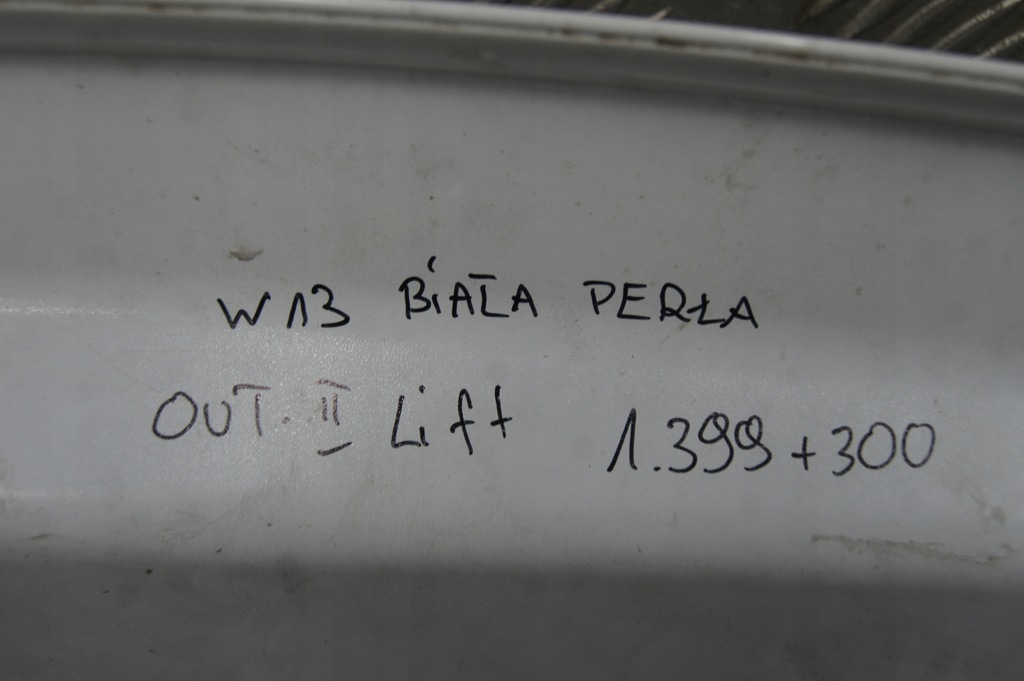 W13 BIAŁA PERŁA
OUT. II Lift 1.399 + 300